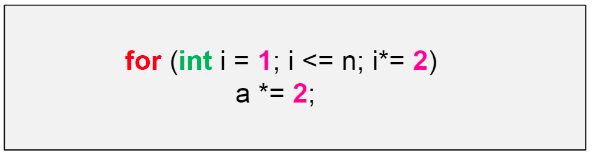 for (int i = 1; i <= n; i*= 2)
a *= 2;